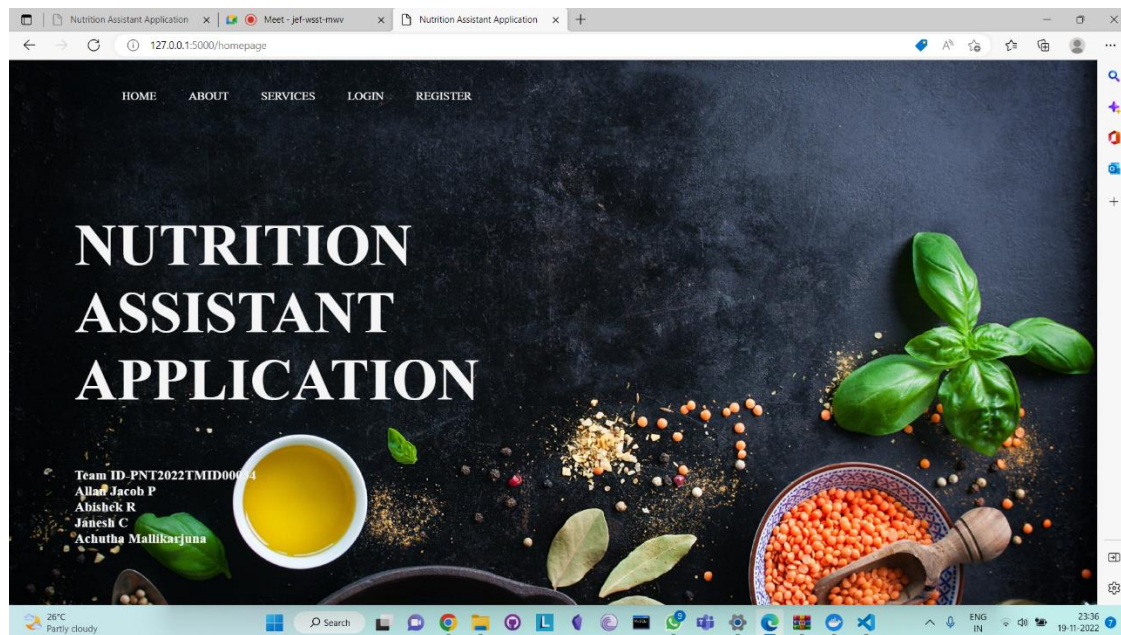 Nutrition Assistant Application
Meet - jef-wsst-mwv
Nutrition Assistant Application
127.0.0.1:5000/homepage
HOME ABOUT SERVICES LOGIN REGISTER
NUTRITION
ASSISTANT
APPLICATION
Allan Jacob P
Abishek R
Janesh C
Achutha Mallikarjuna
26°C
Partly cloudy
Search
ENG
IN
23:36
19-11-2022